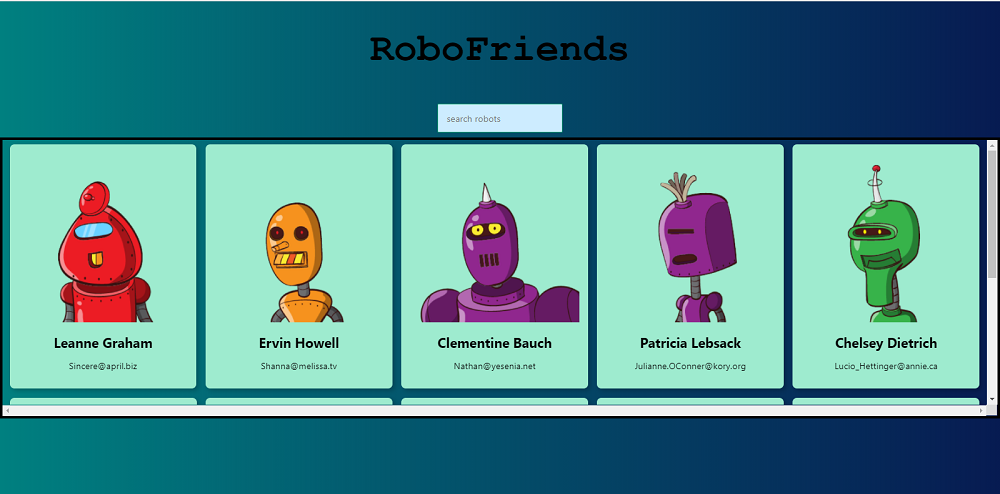 RoboFriends
search robots
Leanne Graham
Sincere@april.biz
Ervin Howell
Shanna@melissa.tv
Clementine Bauch
Nathan@yesenia.net
Patricia Lebsack
Julianne.OConner@kory.org
Chelsey Dietrich
Lucio_Hettinger@annie.ca